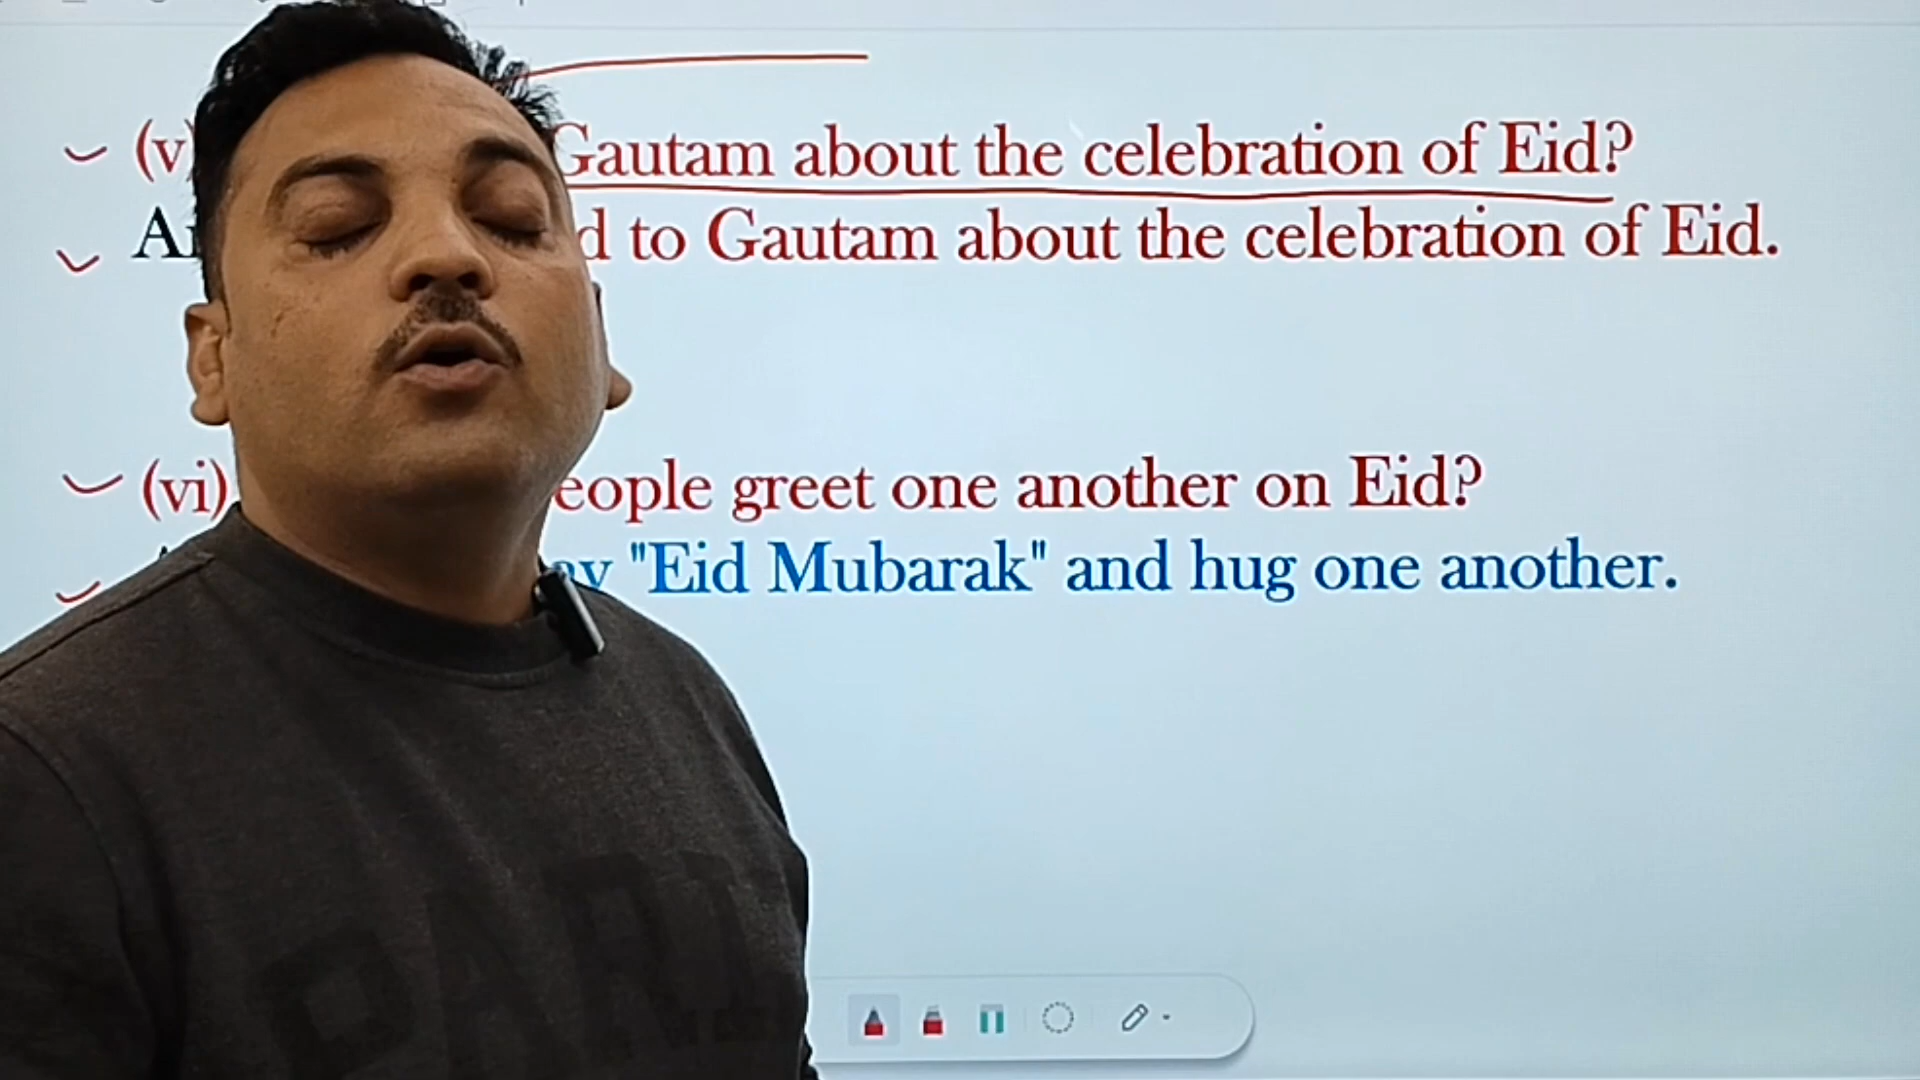 (v) Gautam about the celebration of Eid?
to Gautam about the celebration of Eid.
(vi) greet one another on Eid?
"Eid Mubarak" and hug one another.